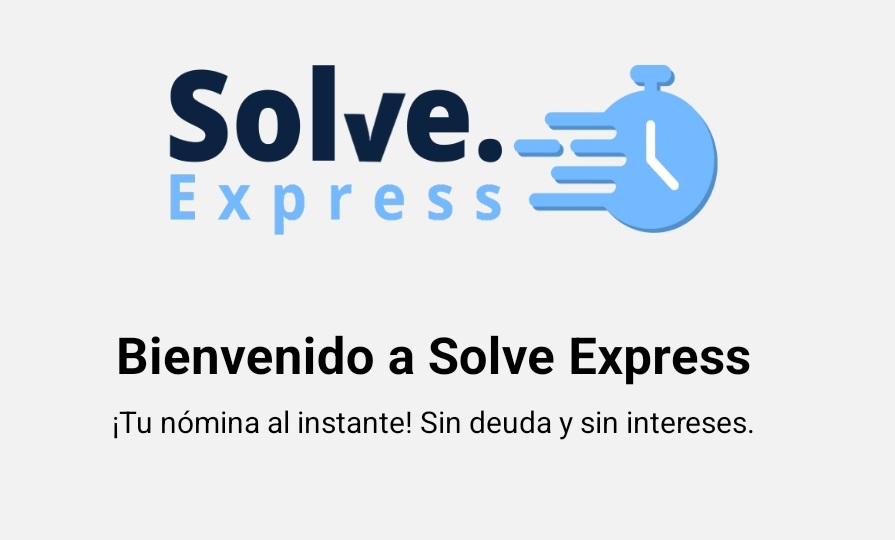 Solve.
Express
Bienvenido a Solve Express
¡Tu nómina al instante! Sin deuda y sin intereses.